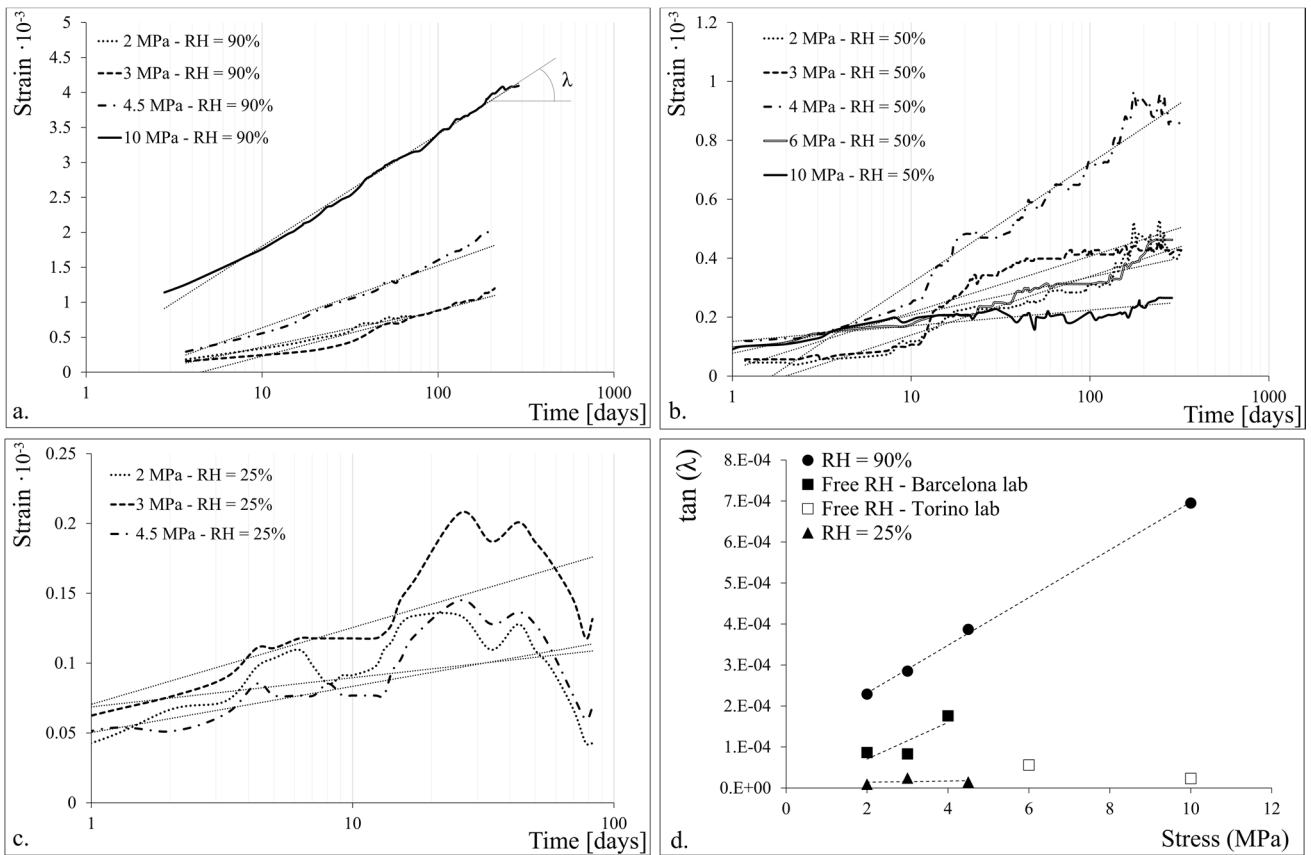 Strain ·10⁻³
5
4.5
4
3.5
3
2.5
2
1.5
1
0.5
0
2 MPa - RH = 90%
3 MPa - RH = 90%
4.5 MPa - RH = 90%
10 MPa - RH = 90%
λ
1
10
100
1000
a.
Time [days]
Strain ·10⁻³
1.2
1
0.8
0.6
0.4
0.2
0
2 MPa - RH = 50%
3 MPa - RH = 50%
4 MPa - RH = 50%
6 MPa - RH = 50%
10 MPa - RH = 50%
1
10
100
1000
b.
Time [days]
Strain ·10⁻³
0.25
0.2
0.15
0.1
0.05
0
2 MPa - RH = 25%
3 MPa - RH = 25%
4.5 MPa - RH = 25%
1
10
100
c.
Time [days]
tan (λ)
8.E-04
7.E-04
6.E-04
5.E-04
4.E-04
3.E-04
2.E-04
1.E-04
0.E+00
RH = 90%
Free RH - Barcelona lab
Free RH - Torino lab
RH = 25%
0
2
4
6
8
10
12
d.
Stress (MPa)